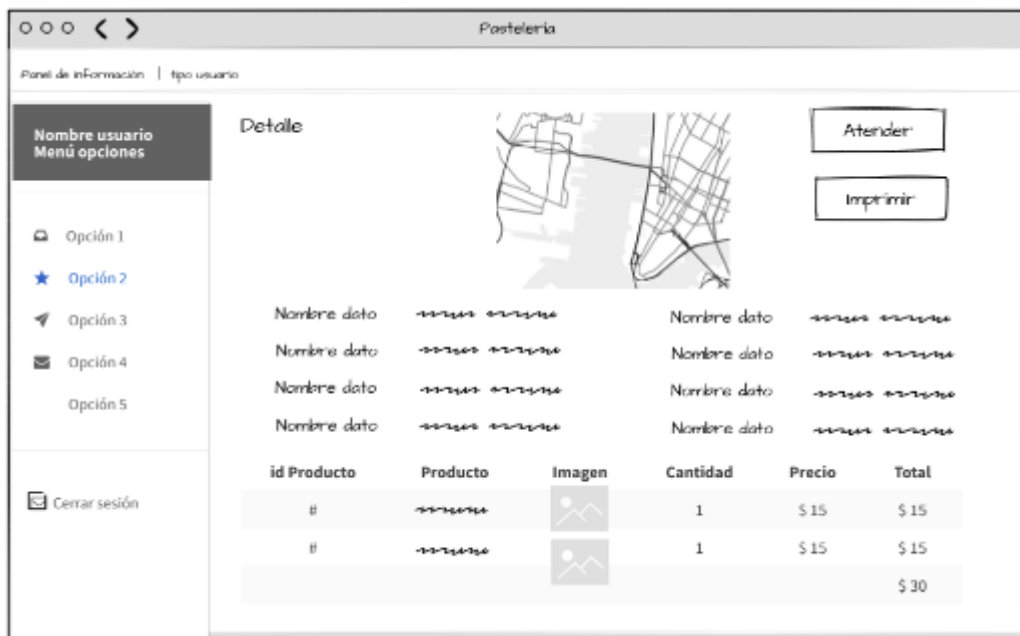 Pastelería
Panel de información | tipo usuario
Nombre usuario
Menú opciones
Opción 1
Opción 2
Opción 3
Opción 4
Opción 5
Cerrar sesión
Detalle
Atender
Imprimir
Nombre dato
Nombre dato
Nombre dato
Nombre dato
Nombre dato
Nombre dato
Nombre dato
Nombre dato
id Producto Producto Imagen Cantidad Precio Total
# 1 $ 15 $ 15
# 1 $ 15 $ 15
$ 30